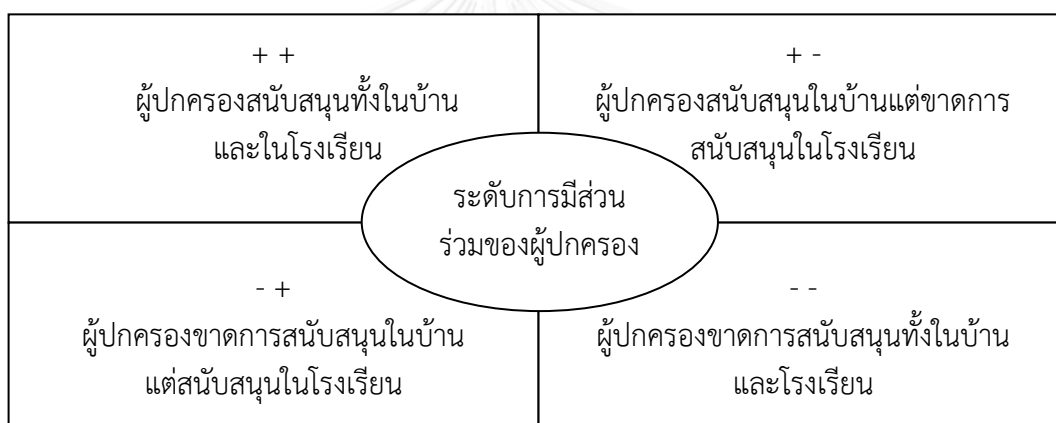 + +
ผู้ปกครองสนับสนุนทั้งในบ้าน
และในโรงเรียน
+ -
ผู้ปกครองสนับสนุนในบ้านแต่ขาดการ
สนับสนุนในโรงเรียน
ระดับการมีส่วน
ร่วมของผู้ปกครอง
- +
ผู้ปกครองขาดการสนับสนุนในบ้าน
แต่สนับสนุนในโรงเรียน
- -
ผู้ปกครองขาดการสนับสนุนทั้งในบ้าน
และโรงเรียน